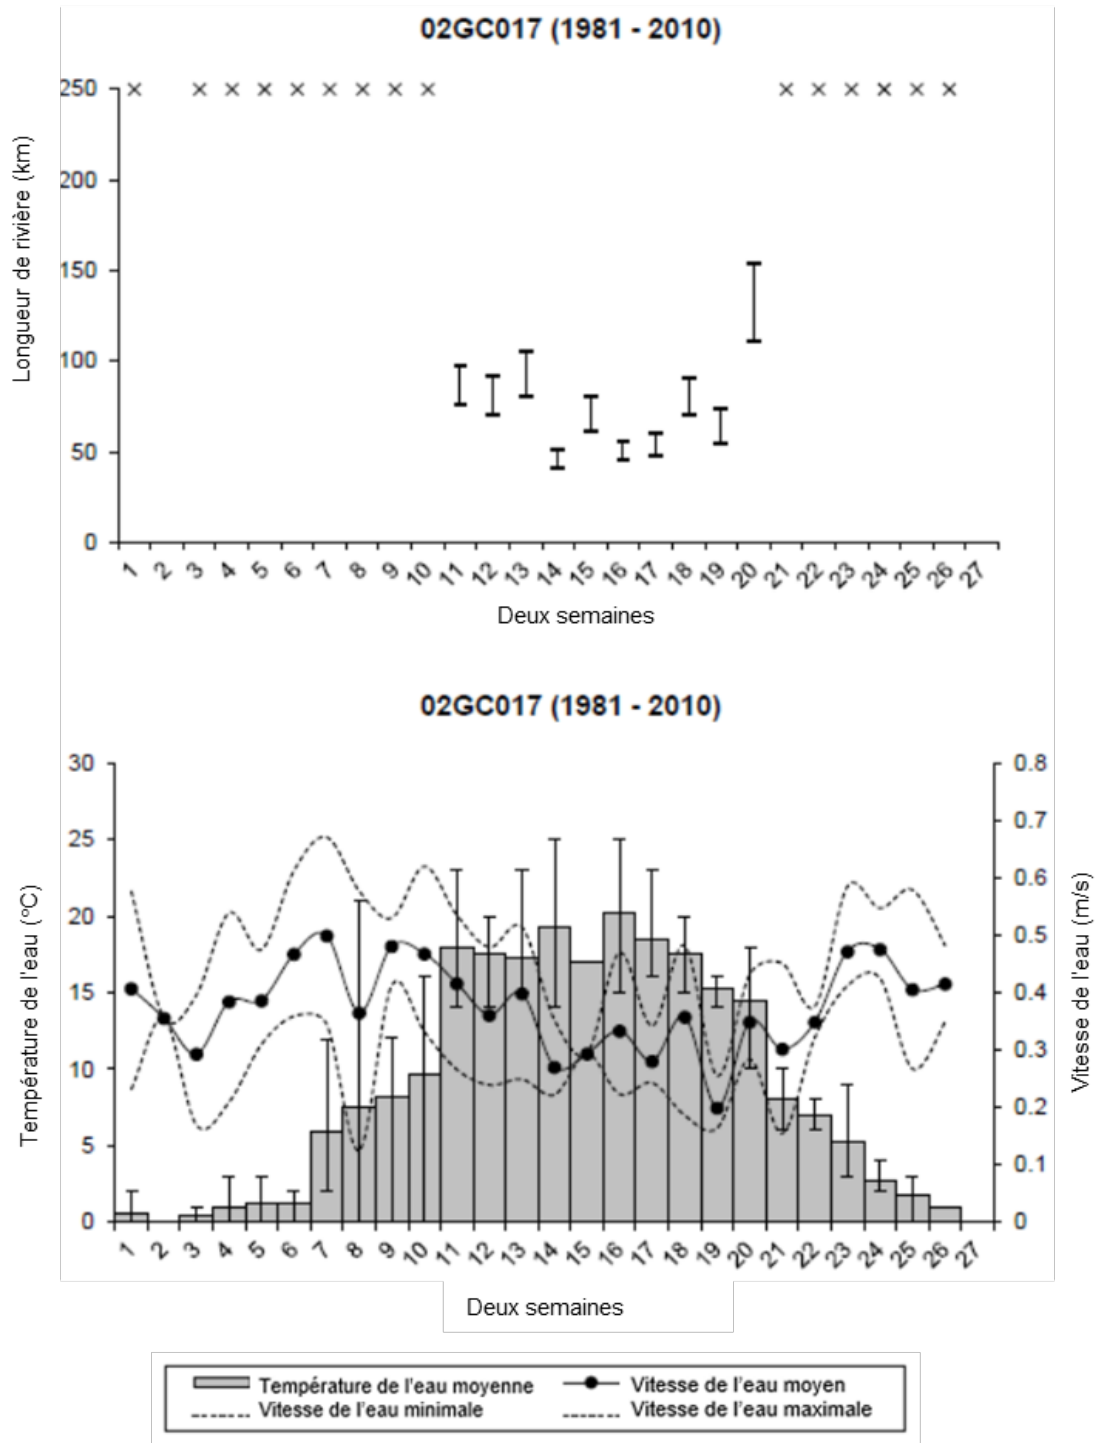 02GC017 (1981 - 2010)
Longueur de rivière (km)
250
200
150
100
50
0
1 2 3 4 5 6 7 8 9 10 11 12 13 14 15 16 17 18 19 20 21 22 23 24 25 26 27
Deux semaines
02GC017 (1981 - 2010)
Température de l'eau (°C)
30
25
20
15
10
5
0
Vitesse de l'eau (m/s)
0.8
0.7
0.6
0.5
0.4
0.3
0.2
0.1
0
1 2 3 4 5 6 7 8 9 10 11 12 13 14 15 16 17 18 19 20 21 22 23 24 25 26 27
Deux semaines
Température de l'eau moyenne
Vitesse de l'eau moyen
Vitesse de l'eau minimale
Vitesse de l'eau maximale